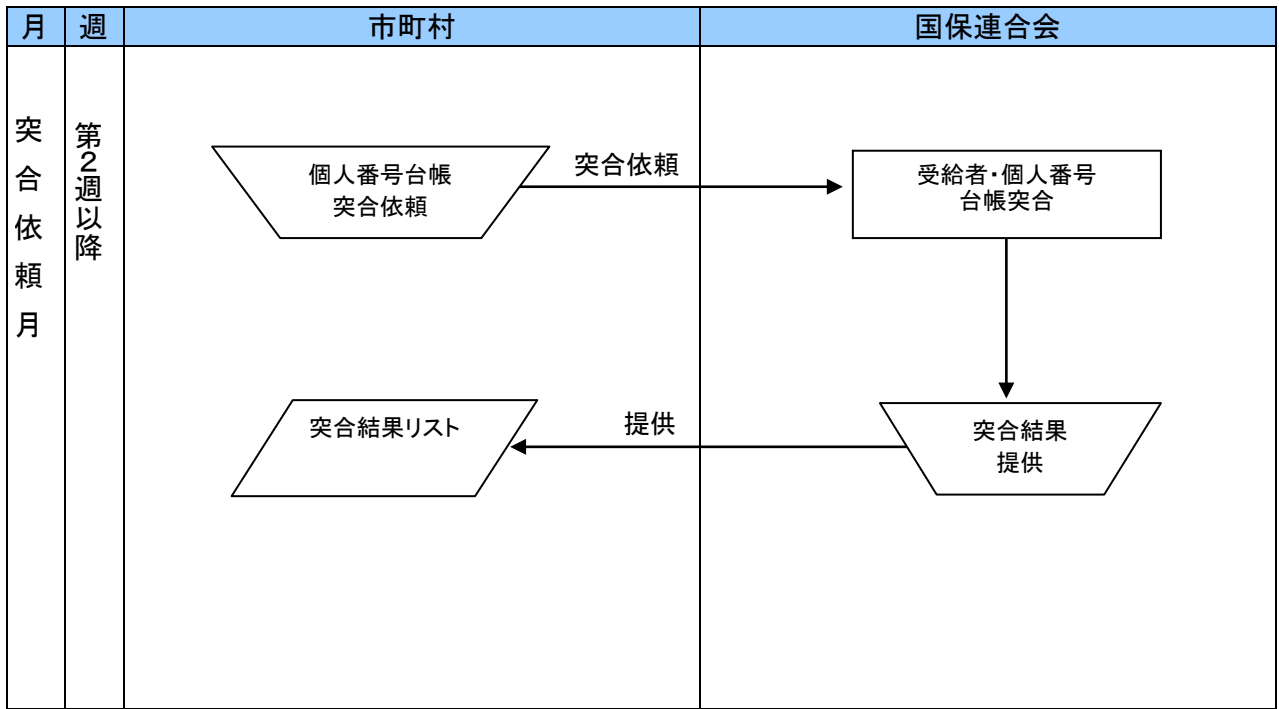 月
週
市町村
国保連合会
突合依頼月
第２週以降
個人番号台帳
突合依頼
突合依頼
受給者・個人番号
台帳突合
突合結果リスト
提供
突合結果
提供